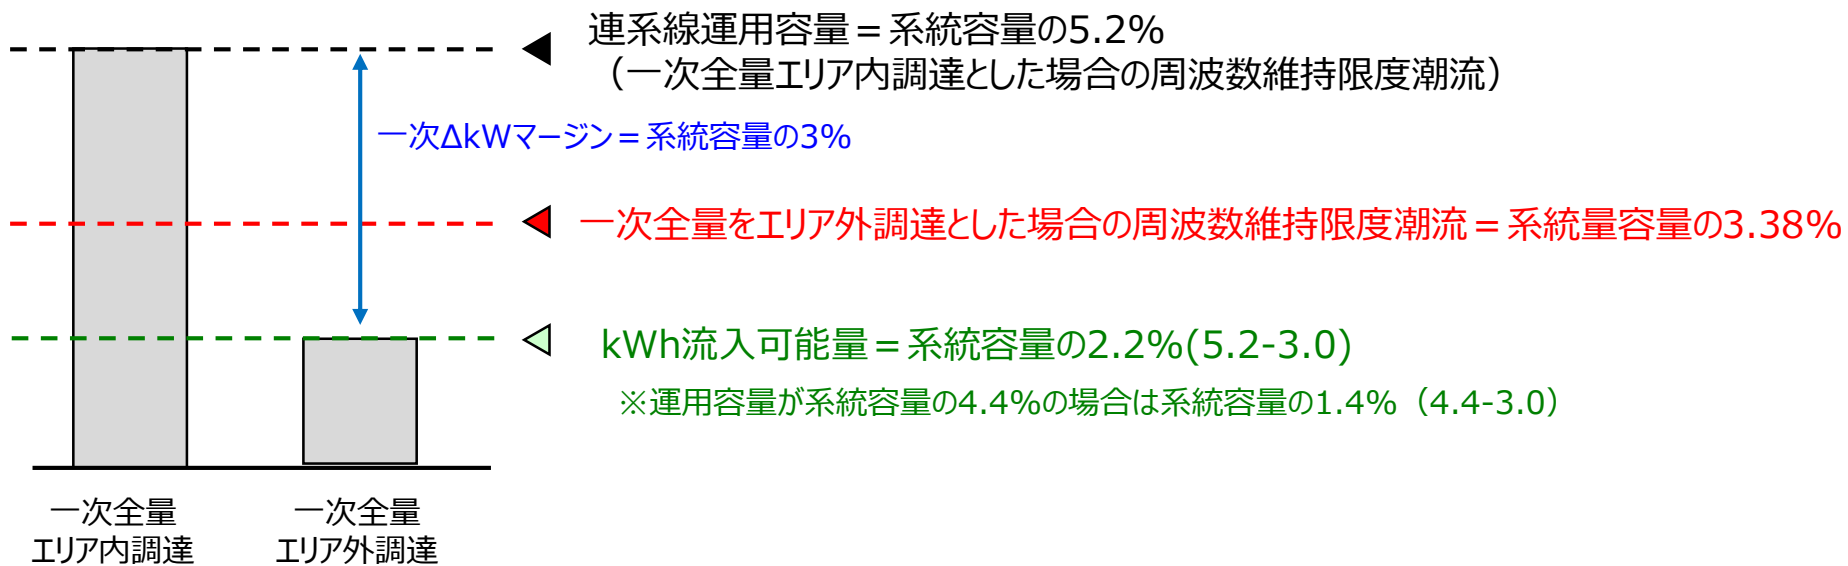 連系線運用容量＝系統容量の5.2%
（一次全量エリア内調達とした場合の周波数維持限度潮流）
一次ΔkWマージン＝系統容量の3%
一次全量をエリア外調達とした場合の周波数維持限度潮流＝系統量容量の3.38%
kWh流入可能量＝系統容量の2.2%(5.2-3.0)
※運用容量が系統容量の4.4%の場合は系統容量の1.4%（4.4-3.0）
一次全量
エリア内調達
一次全量
エリア外調達